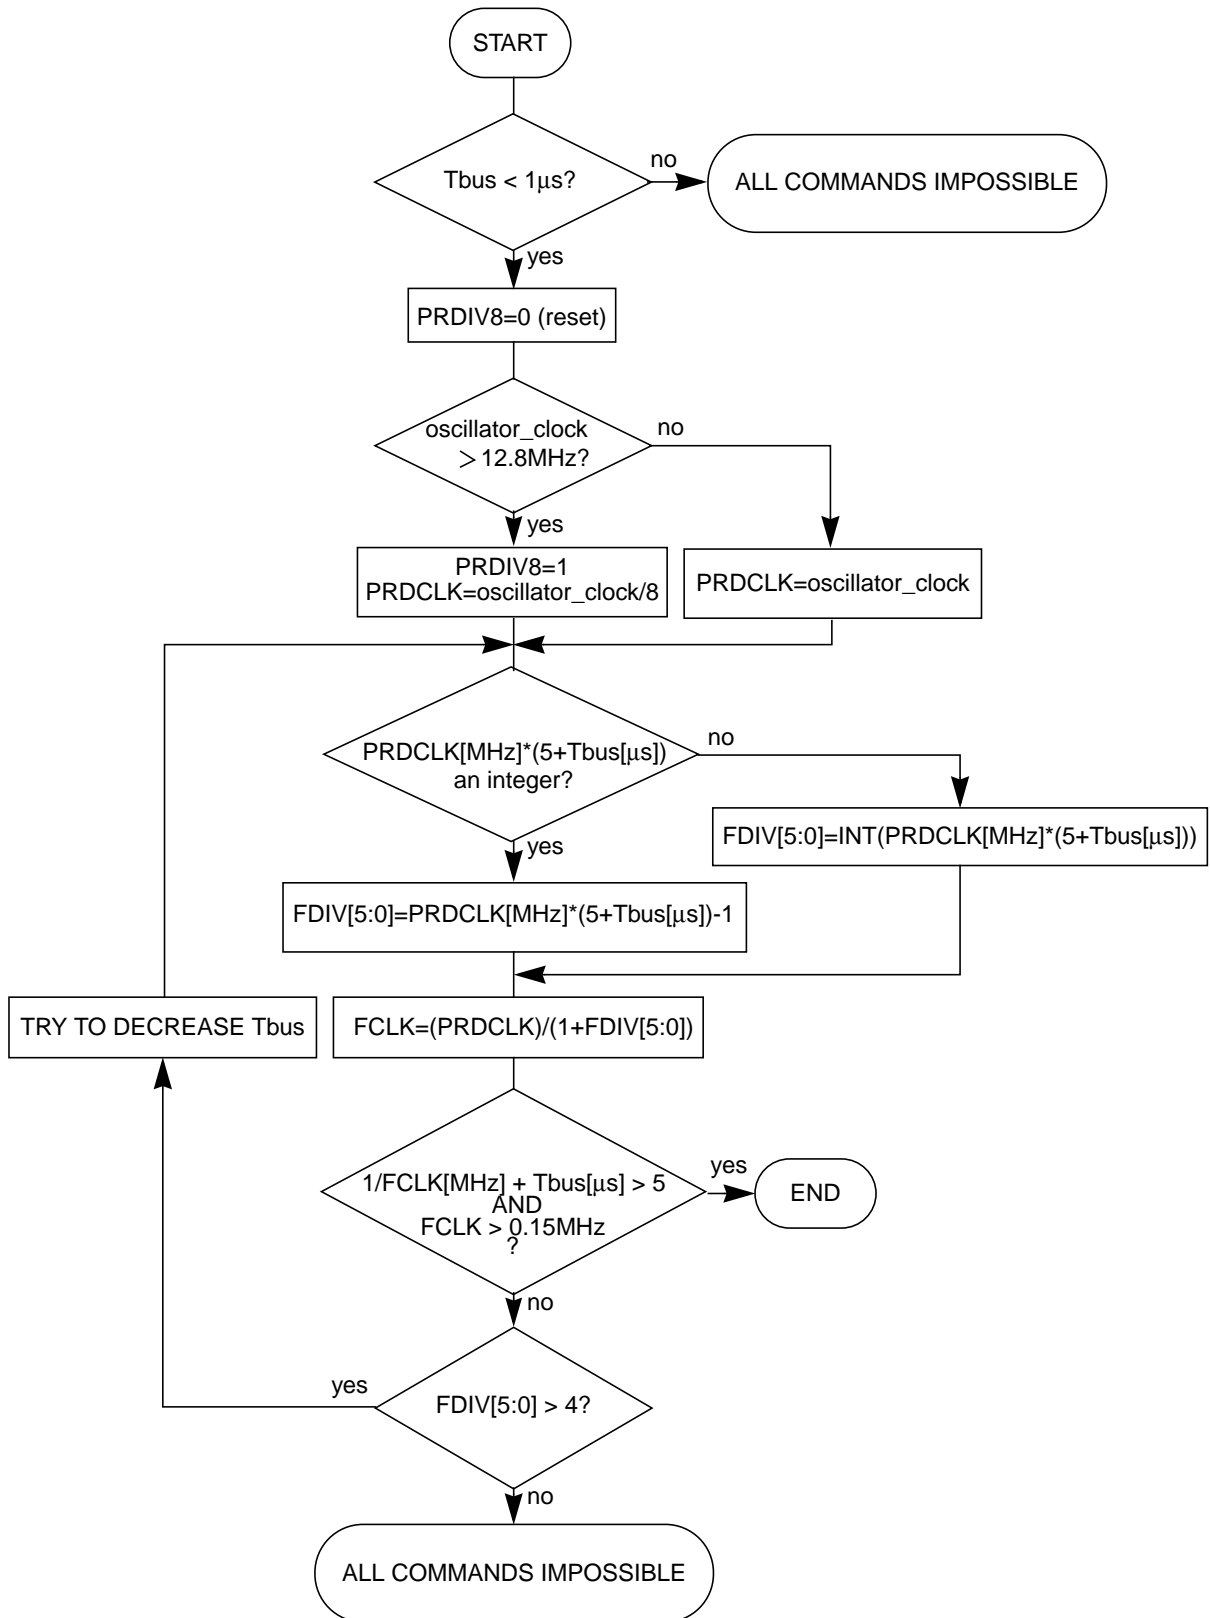 START
Tbus < 1μs?
no
ALL COMMANDS IMPOSSIBLE
yes
PRDIV8=0 (reset)
oscillator_clock
> 12.8MHz?
no
yes
PRDIV8=1
PRDCLK=oscillator_clock/8
PRDCLK=oscillator_clock
PRDCLK[MHz]*(5+Tbus[μs])
an integer?
no
yes
FDIV[5:0]=INT(PRDCLK[MHz]*(5+Tbus[μs]))
FDIV[5:0]=PRDCLK[MHz]*(5+Tbus[μs])-1
TRY TO DECREASE Tbus
FCLK=(PRDCLK)/(1+FDIV[5:0])
1/FCLK[MHz] + Tbus[μs] > 5
AND
FCLK > 0.15MHz
?
yes
END
no
FDIV[5:0] > 4?
yes
no
ALL COMMANDS IMPOSSIBLE